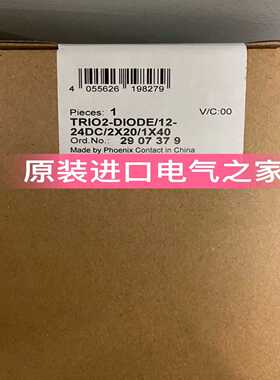 4 055626 198279
Pieces: 1 V/C:00
TRIO2-DIODE/12-
24DC/2X20/1X40
Ord.No.: 29 07 37 9
Made by Phoenix Contact in China
原装进口电气之家